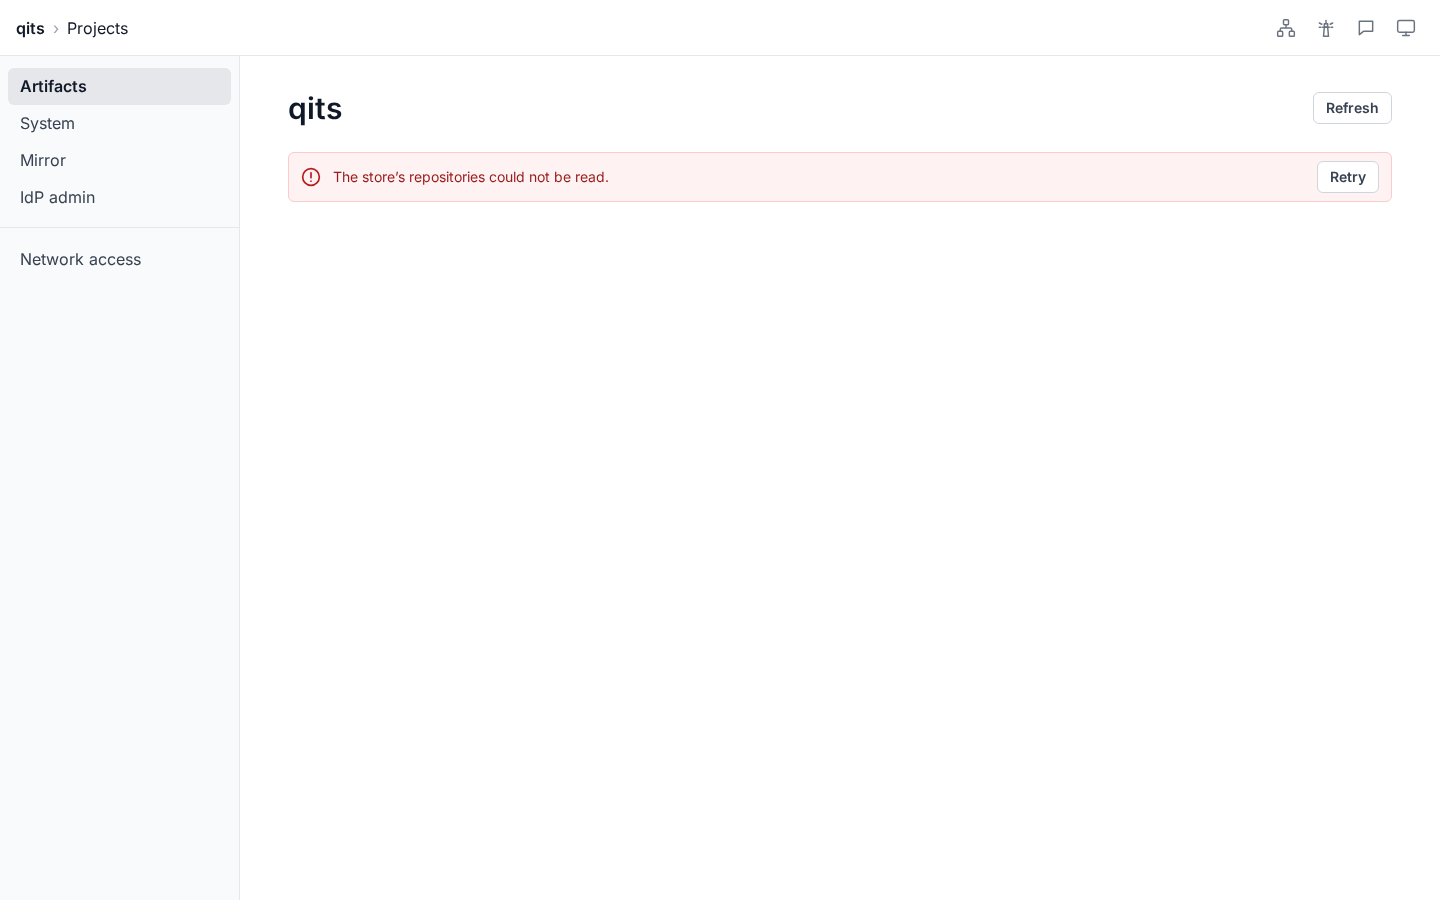 qits › Projects
Artifacts
System
Mirror
IdP admin
Network access
qits
Refresh
The store’s repositories could not be read.
Retry